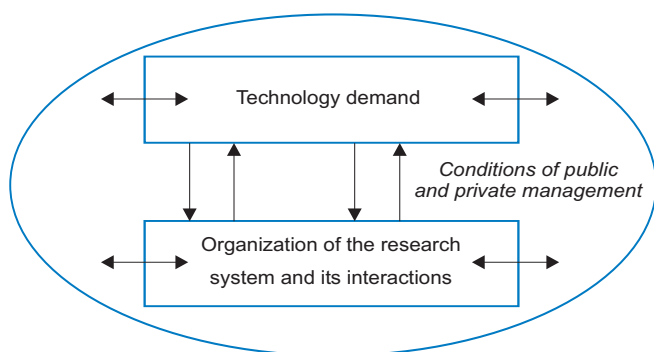 Technology demand
Conditions of public
and private management
Organization of the research
system and its interactions